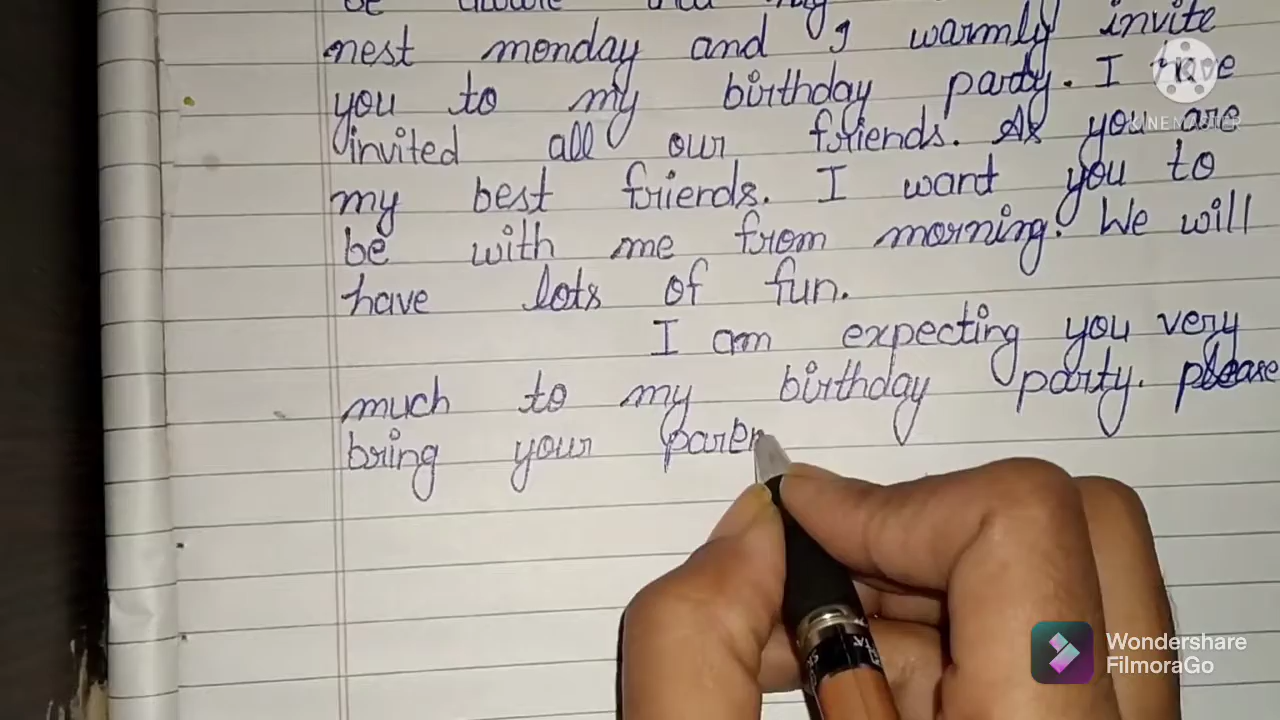 nest monday and I warmly invite
you to my birthday party. I have
invited all our friends. As you are
my best friends. I want you to
be with me from morning. We will
have lots of fun.
I am expecting you very
much to my birthday party. please
bring your paren
KINEMASTER
Wondershare
FilmoraGo